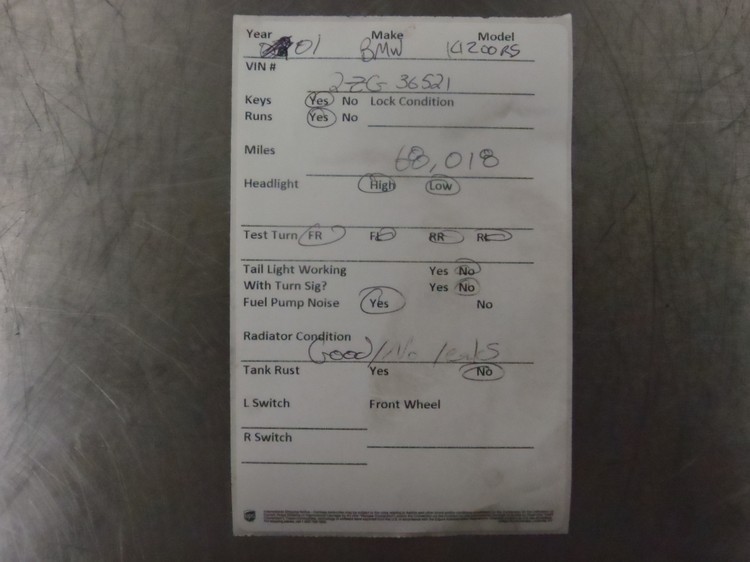 Year Make Model
01 BMW K1200RS
VIN #
2-ZG-36521
Keys Yes No Lock Condition
Runs Yes No
Miles 68,018
Headlight High Low
Test Turn FR FL RR RL
Tail Light Working Yes No
With Turn Sig? Yes No
Fuel Pump Noise Yes No
Radiator Condition
Good/No leaks
Tank Rust Yes No
L Switch Front Wheel
R Switch